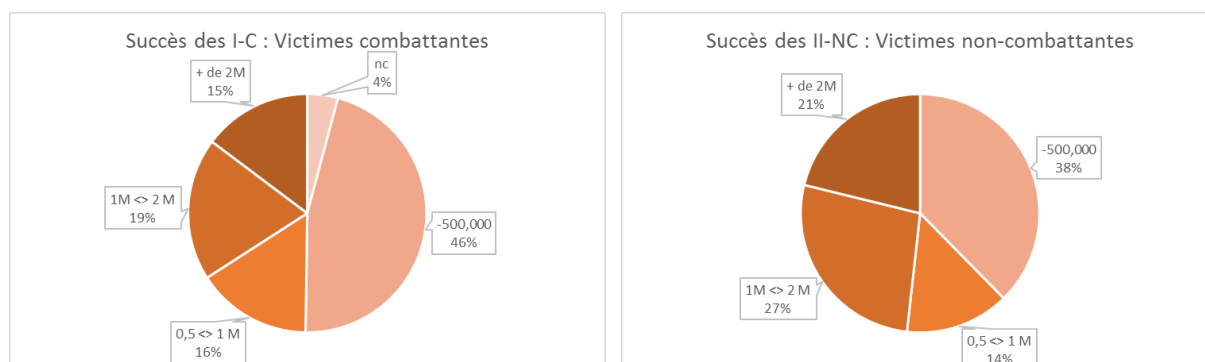 Succès des I-C : Victimes combattantes
nc
4%
+ de 2M
15%
1M <> 2 M
19%
-500,000
46%
0,5 <> 1 M
16%
Succès des II-NC : Victimes non-combattantes
+ de 2M
21%
-500,000
38%
1M <> 2 M
27%
0,5 <> 1 M
14%